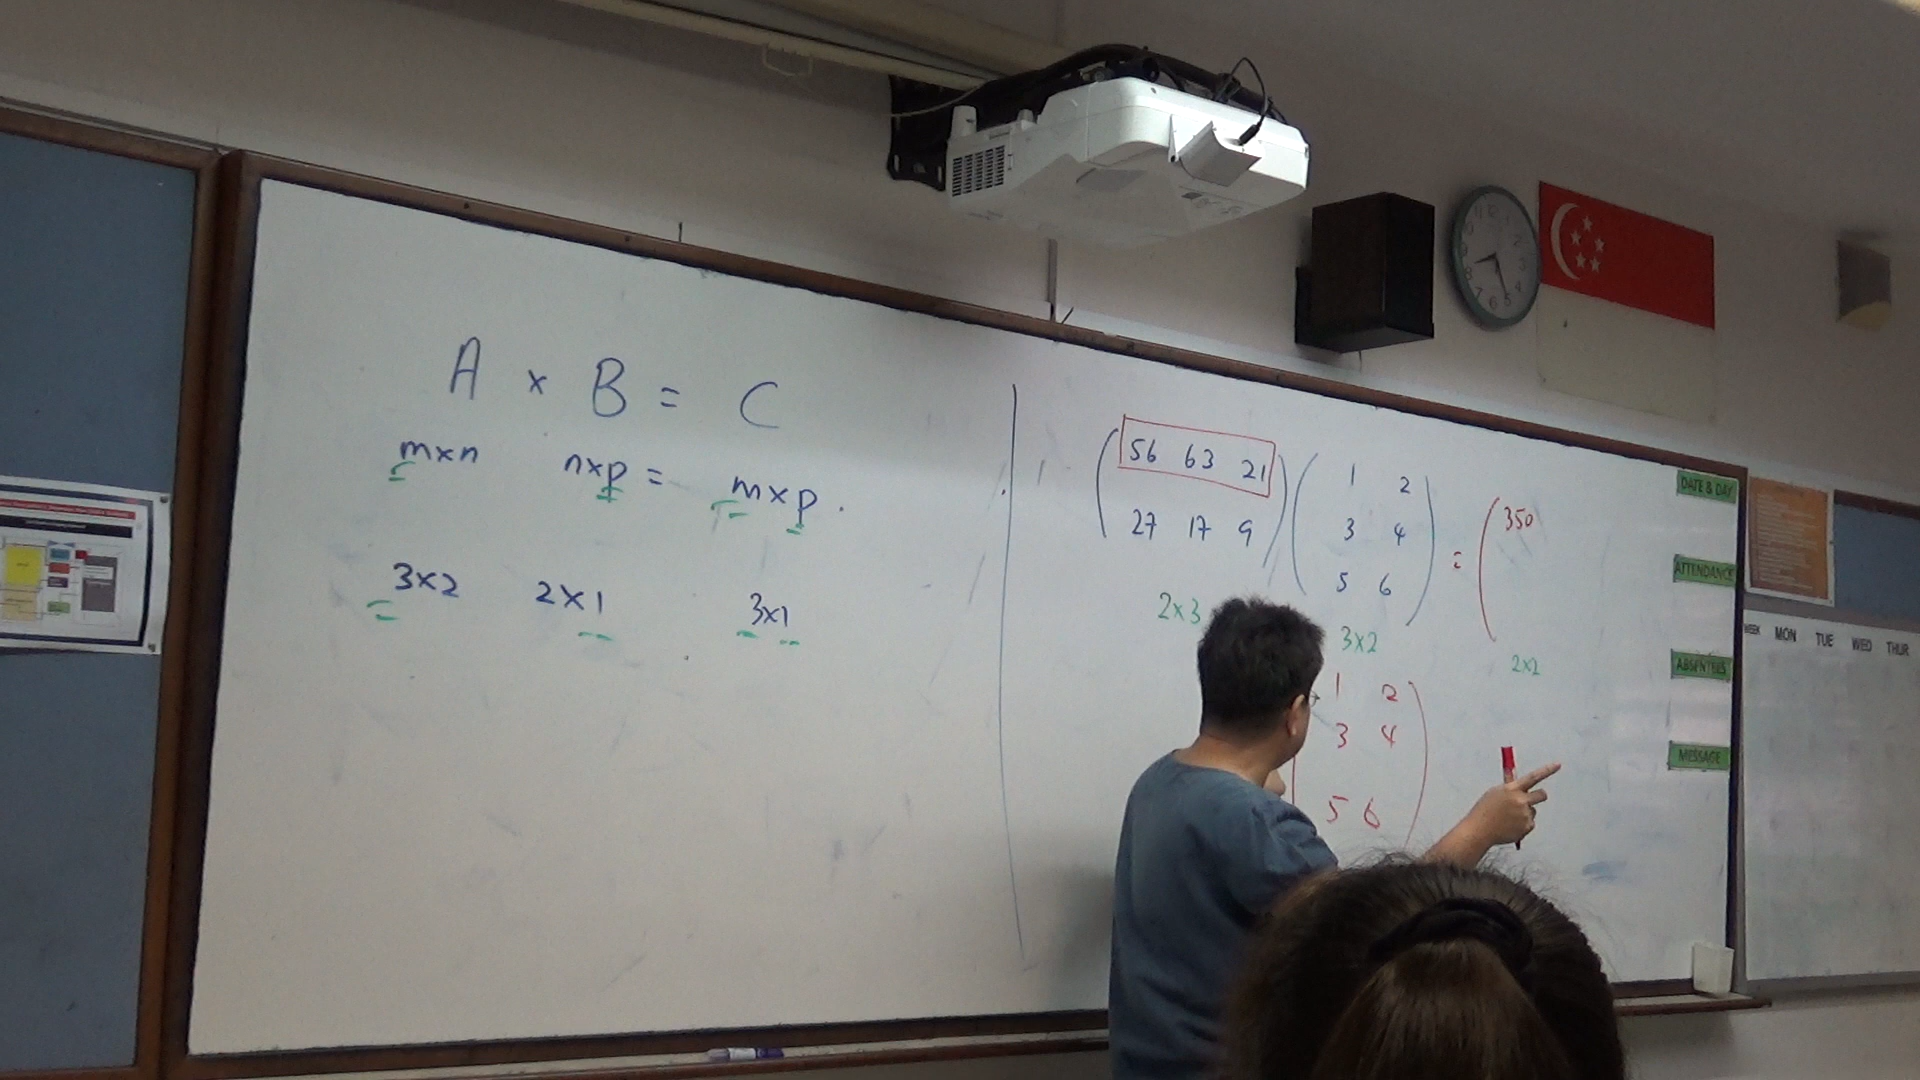 A × B = C
m×n n×p = m×p.
3×2 2×1 3×1
56 63 21
27 17 9
1 2
3 4
5 6
= 350
2×3
3×2
2×2
1 2
3 4
5 6
DATE & DAY
ATTENDANCE
ABSENTEES
MESSAGE
WEEK MON TUE WED THUR